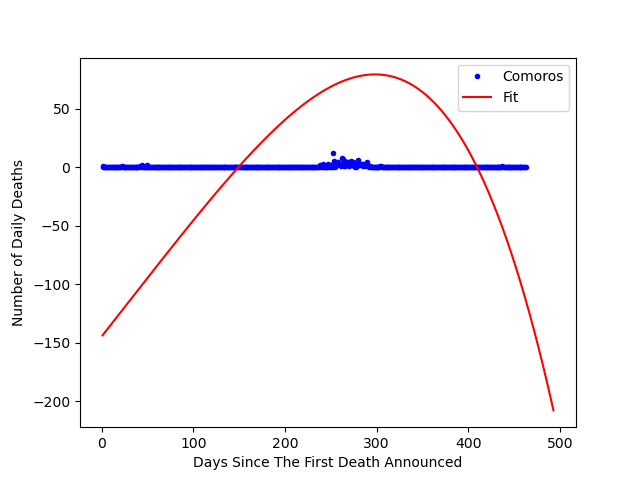 Comoros
Fit
50
0
−50
−100
−150
−200
Number of Daily Deaths
0 100 200 300 400 500
Days Since The First Death Announced